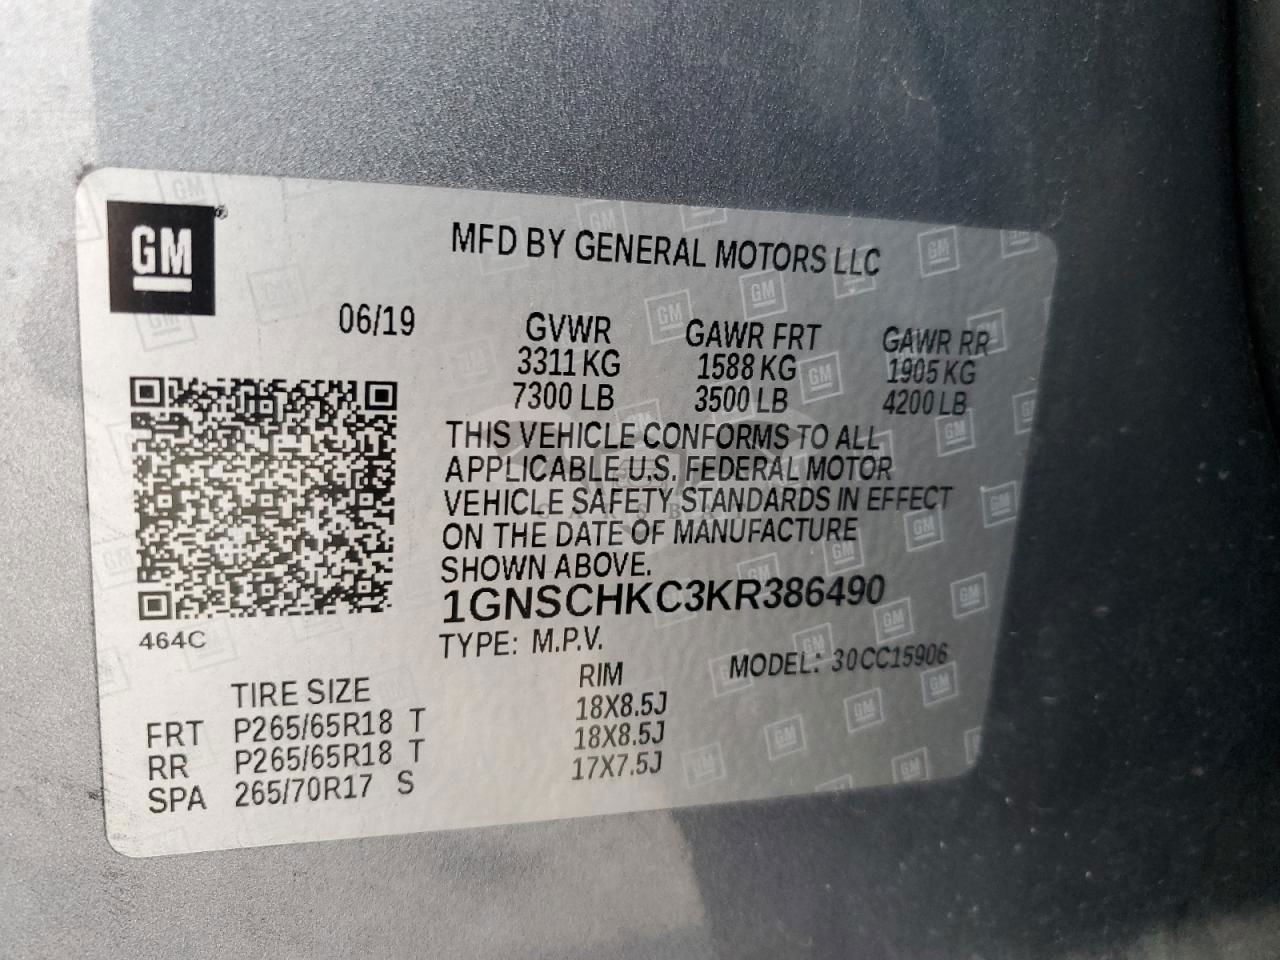 GM
MFD BY GENERAL MOTORS LLC
06/19
GVWR GAWR FRT GAWR RR
3311 KG 1588 KG 1905 KG
7300 LB 3500 LB 4200 LB
THIS VEHICLE CONFORMS TO ALL
APPLICABLE U.S. FEDERAL MOTOR
VEHICLE SAFETY STANDARDS IN EFFECT
ON THE DATE OF MANUFACTURE
SHOWN ABOVE.
1GNSCHKC3KR386490
464C
TYPE: M.P.V.
MODEL: 30CC15906
TIRE SIZE RIM
FRT P265/65R18 T 18X8.5J
RR P265/65R18 T 18X8.5J
SPA 265/70R17 S 17X7.5J